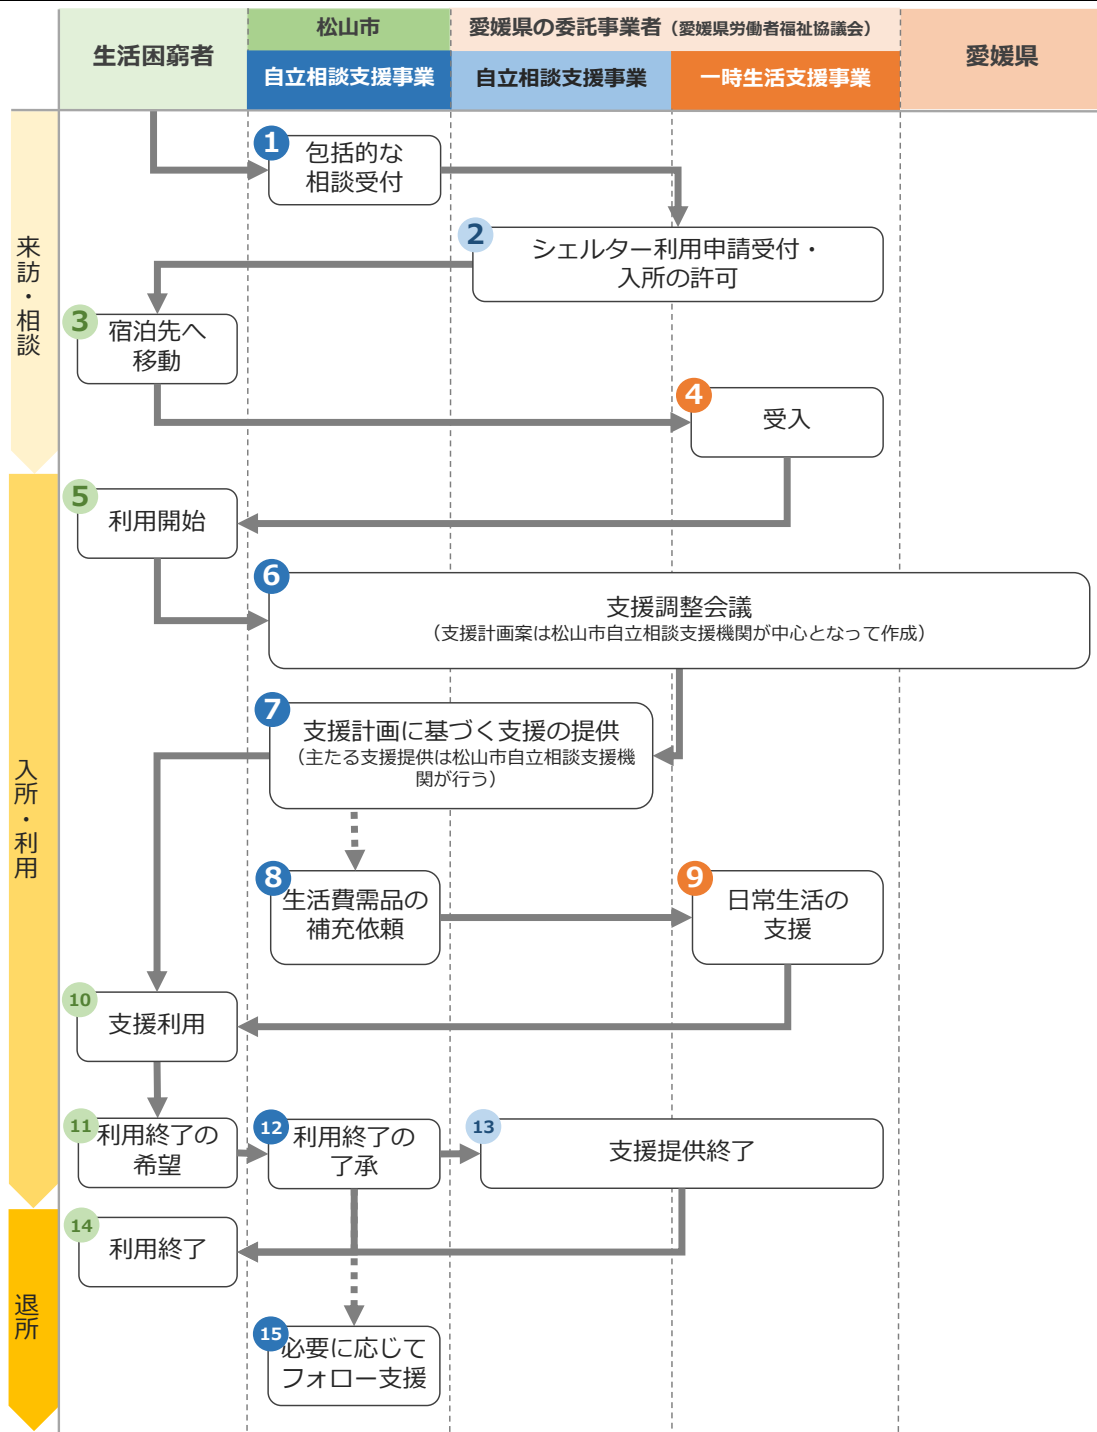 生活困窮者
松山市
自立相談支援事業
愛媛県の委託事業者（愛媛県労働者福祉協議会）
自立相談支援事業
一時生活支援事業
愛媛県
来訪・相談
1
包括的な
相談受付
2
シェルター利用申請受付・
入所の許可
3
宿泊先へ
移動
4
受入
入所・利用
5
利用開始
6
支援調整会議
（支援計画案は松山市自立相談支援機関が中心となって作成）
7
支援計画に基づく支援の提供
（主たる支援提供は松山市自立相談支援機
関が行う）
8
生活費需品の
補充依頼
9
日常生活の
支援
10
支援利用
11
利用終了の
希望
12
利用終了の
了承
13
支援提供終了
退所
14
利用終了
15
必要に応じて
フォロー支援